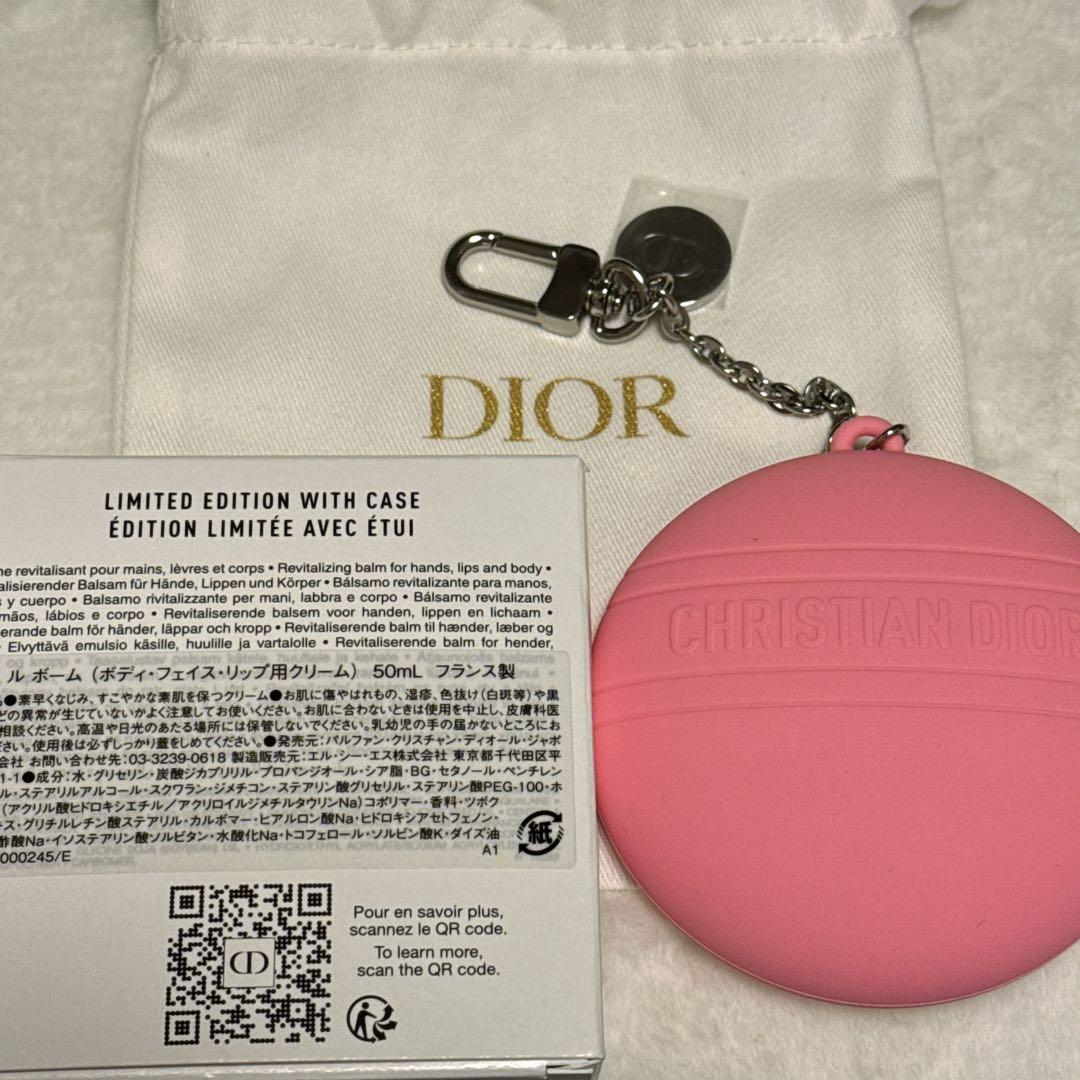 DIOR
CHRISTIAN DIOR
LIMITED EDITION WITH CASE
ÉDITION LIMITÉE AVEC ÉTUI
revitalisant pour mains, lèvres et corps • Revitalizing balm for hands, lips and body •
alisierender Balsam für Hände, Lippen und Körper • Bálsamo revitalizante para manos,
s y cuerpo • Balsamo rivitalizzante per mani, labbra e corpo • Bálsamo revitalizante
mãos, lábios e corpo • Revitaliserende balsem voor handen, lippen en lichaam •
erande balm för händer, läppar och kropp • Revitaliserende balm til hænder, læber og
Elvyttävä emulsio käsille, huulille ja vartalolle • Revitaliserende balm for hender,
ル ボーム（ボディ・フェイス・リップ用クリーム） 50mL フランス製
●素早くなじみ、すこやかな素肌を保つクリーム●お肌に傷やはれもの、湿疹、色抜け（白斑等）や黒
どの異常が生じていないかよく注意してお使いください。お肌に合わないときは使用を中止し、皮膚科医
相談ください。高温や日光のあたる場所には保管しないでください。乳幼児の手の届かないところにお
ださい。使用後は必ずしっかり蓋をしめてください。●発売元:パルファン・クリスチャン・ディオール・ジャポ
会社 お問い合わせ先:03-3239-0618 製造販売元:エル・シー・エス株式会社 東京都千代田区平
1-1●成分:水・グリセリン・炭酸ジカプリリル・プロパンジオール・シア脂・BG・セタノール・ペンチレン
ル・ステアリルアルコール・スクワラン・ジメチコン・ステアリン酸グリセリル・ステアリン酸PEG-100・ホ
（アクリル酸ヒドロキシエチル／アクリロイルジメチルタウリンNa）コポリマー・香料・ツボク
キス・グリチルレチン酸ステアリル・カルボマー・ヒアルロン酸Na・ヒドロキシアセトフェノン・
酢酸Na・イソステアリン酸ソルビタン・水酸化Na・トコフェロール・ソルビン酸K・ダイズ油
000245/E
A1
紙
Pour en savoir plus,
scannez le QR code.
To learn more,
scan the QR code.
CD